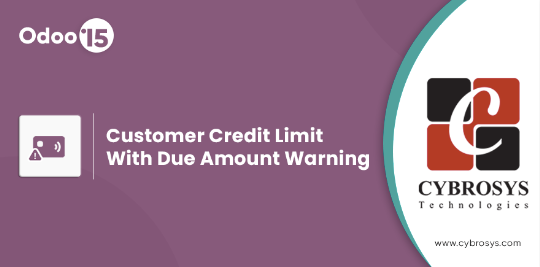 Odoo 15
Customer Credit Limit
With Due Amount Warning
C
CYBROSYS
Technologies
www.cybrosys.com